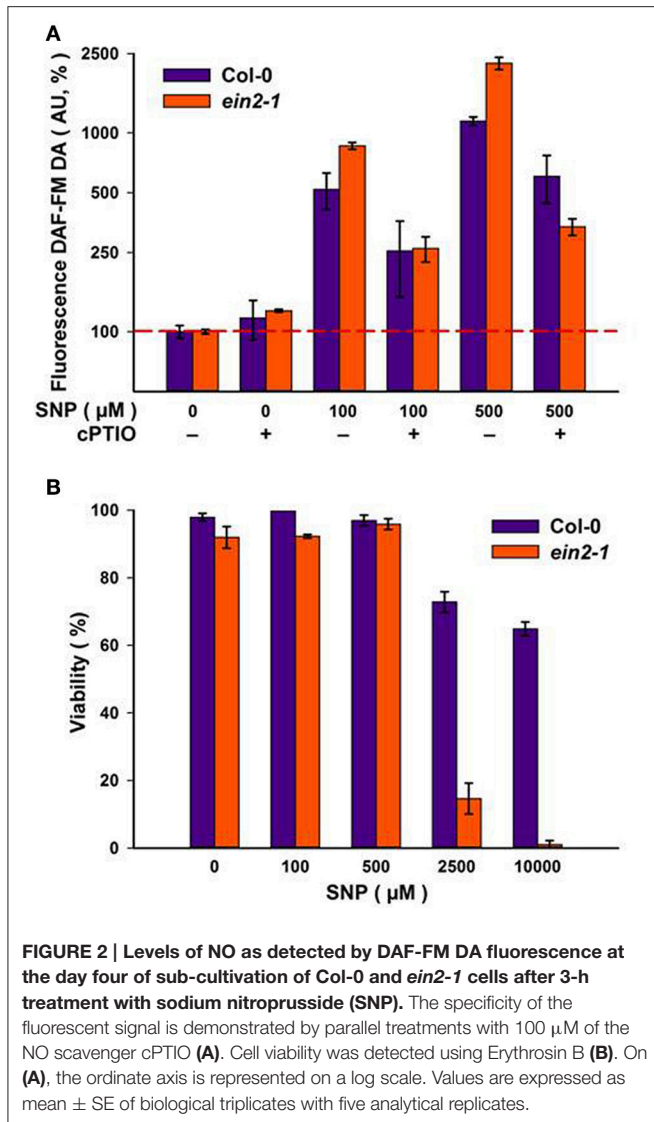 A
Fluorescence DAF-FM DA ( AU, % )
2500
1000
500
250
100
Col-0
ein2-1
SNP ( µM ) 0 0 100 100 500 500
cPTIO – + – + – +
B
Viability ( % )
100
80
60
40
20
0
Col-0
ein2-1
0 100 500 2500 10000
SNP ( µM )
FIGURE 2 | Levels of NO as detected by DAF-FM DA fluorescence at
the day four of sub-cultivation of Col-0 and ein2-1 cells after 3-h
treatment with sodium nitroprusside (SNP). The specificity of the
fluorescent signal is demonstrated by parallel treatments with 100 µM of the
NO scavenger cPTIO (A). Cell viability was detected using Erythrosin B (B). On
(A), the ordinate axis is represented on a log scale. Values are expressed as
mean ± SE of biological triplicates with five analytical replicates.